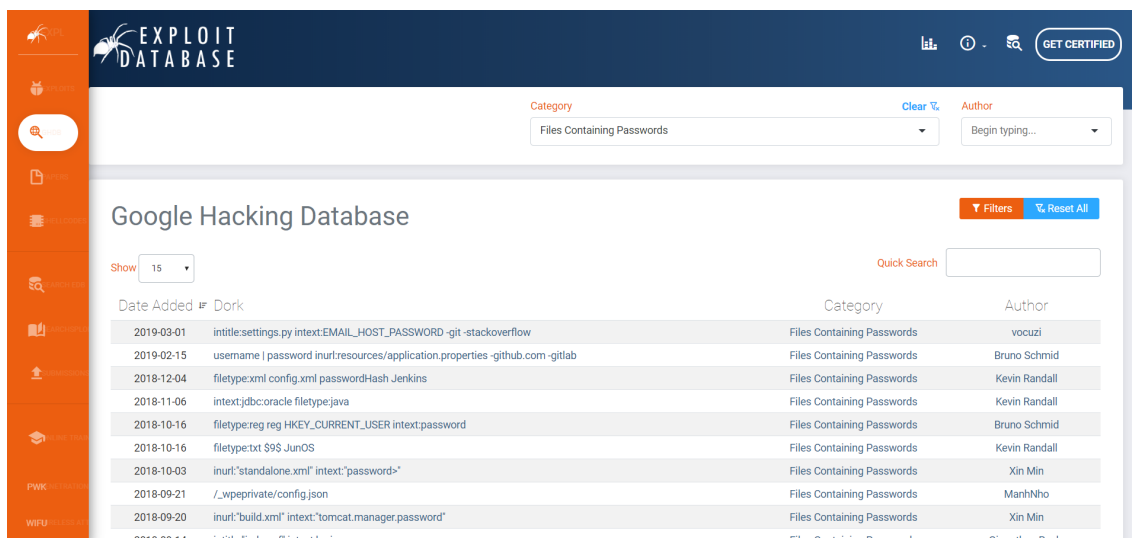 EXPLOIT
DATABASE
GET CERTIFIED
Category
Clear
Author
Files Containing Passwords
Begin typing...
Google Hacking Database
Filters
Reset All
Show 15
Quick Search
Date Added Dork Category Author
2019-03-01 intitle:settings.py intext:EMAIL_HOST_PASSWORD -git -stackoverflow Files Containing Passwords vocuzi
2019-02-15 username | password inurl:resources/application.properties -github.com -gitlab Files Containing Passwords Bruno Schmid
2018-12-04 filetype:xml config.xml passwordHash Jenkins Files Containing Passwords Kevin Randall
2018-11-06 intext:jdbc:oracle filetype:java Files Containing Passwords Kevin Randall
2018-10-16 filetype:reg reg HKEY_CURRENT_USER intext:password Files Containing Passwords Bruno Schmid
2018-10-16 filetype:txt $9$ JunOS Files Containing Passwords Kevin Randall
2018-10-03 inurl:"standalone.xml" intext:"password>" Files Containing Passwords Xin Min
2018-09-21 /_wpeprivate/config.json Files Containing Passwords ManhNho
2018-09-20 inurl:"build.xml" intext:"tomcat.manager.password" Files Containing Passwords Xin Min
PWK
WIFU